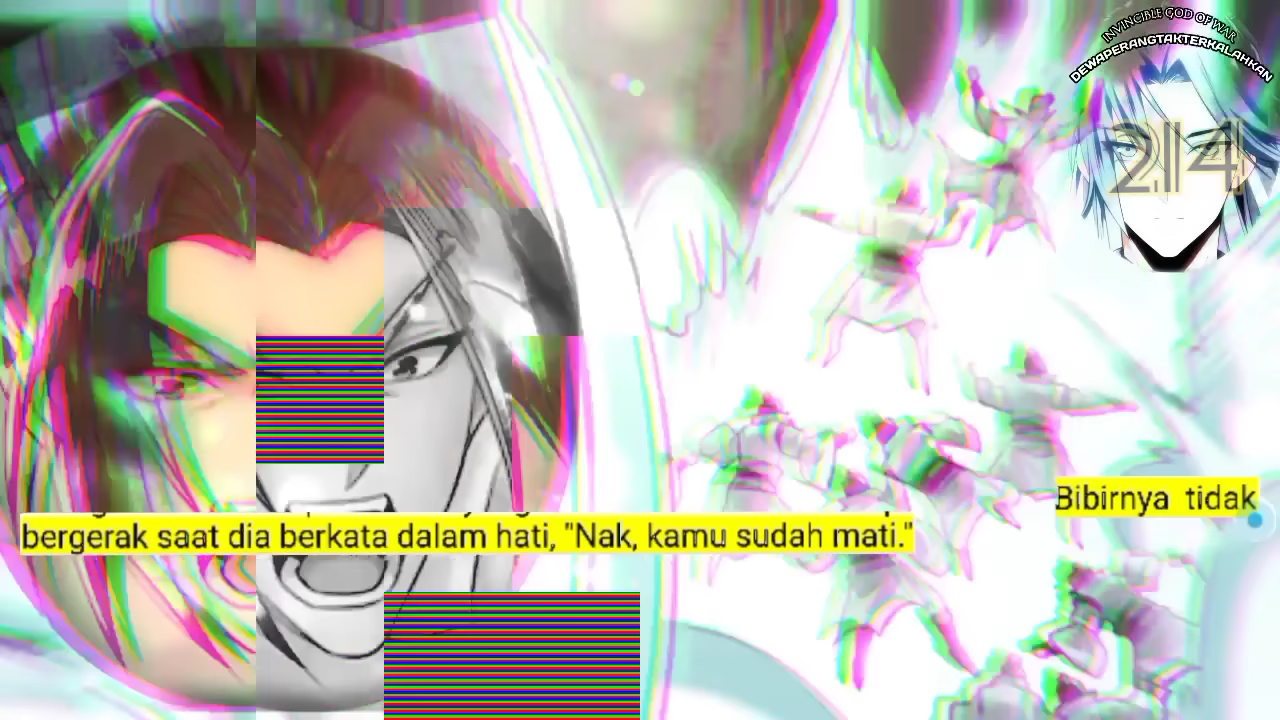 INVINCIBLE GOD OF WAR
DEWAPERANGTAKTERKALAHKAN
214
Bibirnya tidak
bergerak saat dia berkata dalam hati, "Nak, kamu sudah mati."